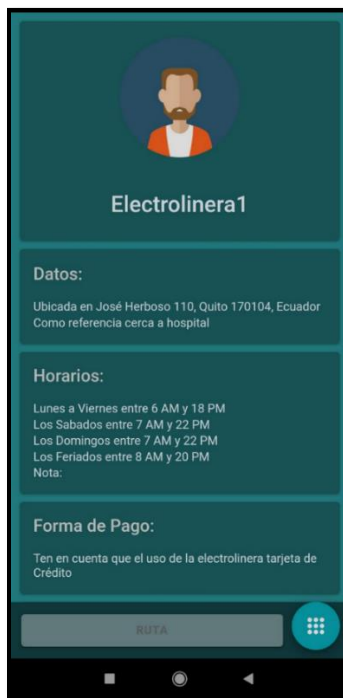 Electrolinera1
Datos:
Ubicada en José Herboso 110, Quito 170104, Ecuador
Como referencia cerca a hospital
Horarios:
Lunes a Viernes entre 6 AM y 18 PM
Los Sabados entre 7 AM y 22 PM
Los Domingos entre 7 AM y 22 PM
Los Feriados entre 8 AM y 20 PM
Nota:
Forma de Pago:
Ten en cuenta que el uso de la electrolinera tarjeta de
Crédito
RUTA